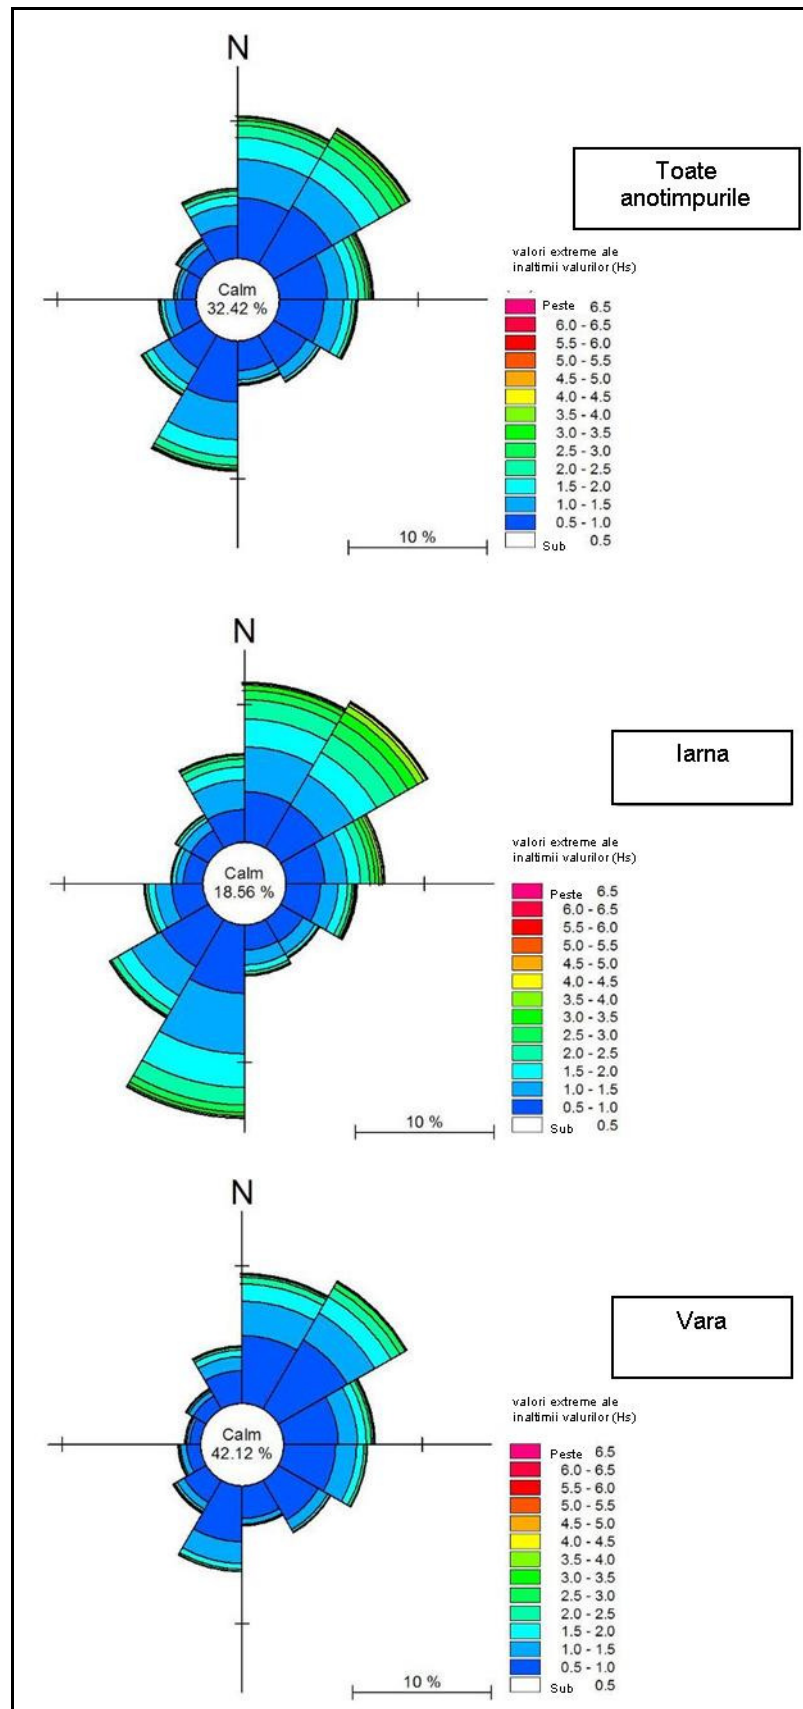 N
Toate
anotimpurile
valori extreme ale
inaltimii valurilor (Hs)
Calm
32.42 %
Peste 6.5
6.0 - 6.5
5.5 - 6.0
5.0 - 5.5
4.5 - 5.0
4.0 - 4.5
3.5 - 4.0
3.0 - 3.5
2.5 - 3.0
2.0 - 2.5
1.5 - 2.0
1.0 - 1.5
0.5 - 1.0
Sub 0.5
10 %
N
Iarna
valori extreme ale
inaltimii valurilor (Hs)
Calm
18.56 %
Peste 6.5
6.0 - 6.5
5.5 - 6.0
5.0 - 5.5
4.5 - 5.0
4.0 - 4.5
3.5 - 4.0
3.0 - 3.5
2.5 - 3.0
2.0 - 2.5
1.5 - 2.0
1.0 - 1.5
0.5 - 1.0
Sub 0.5
10 %
N
Vara
valori extreme ale
inaltimii valurilor (Hs)
Calm
42.12 %
Peste 6.5
6.0 - 6.5
5.5 - 6.0
5.0 - 5.5
4.5 - 5.0
4.0 - 4.5
3.5 - 4.0
3.0 - 3.5
2.5 - 3.0
2.0 - 2.5
1.5 - 2.0
1.0 - 1.5
0.5 - 1.0
Sub 0.5
10 %